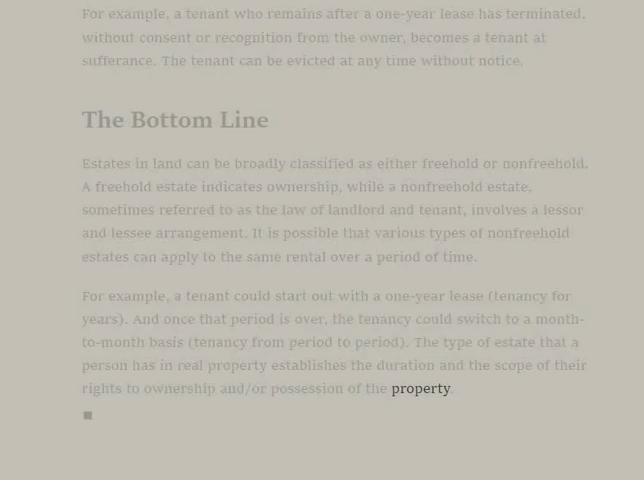 For example, a tenant who remains after a one-year lease has terminated,
without consent or recognition from the owner, becomes a tenant at
sufferance. The tenant can be evicted at any time without notice.
The Bottom Line
Estates in land can be broadly classified as either freehold or nonfreehold.
A freehold estate indicates ownership, while a nonfreehold estate,
sometimes referred to as the law of landlord and tenant, involves a lessor
and lessee arrangement. It is possible that various types of nonfreehold
estates can apply to the same rental over a period of time.
For example, a tenant could start out with a one-year lease (tenancy for
years). And once that period is over, the tenancy could switch to a month-
to-month basis (tenancy from period to period). The type of estate that a
person has in real property establishes the duration and the scope of their
rights to ownership and/or possession of the property.